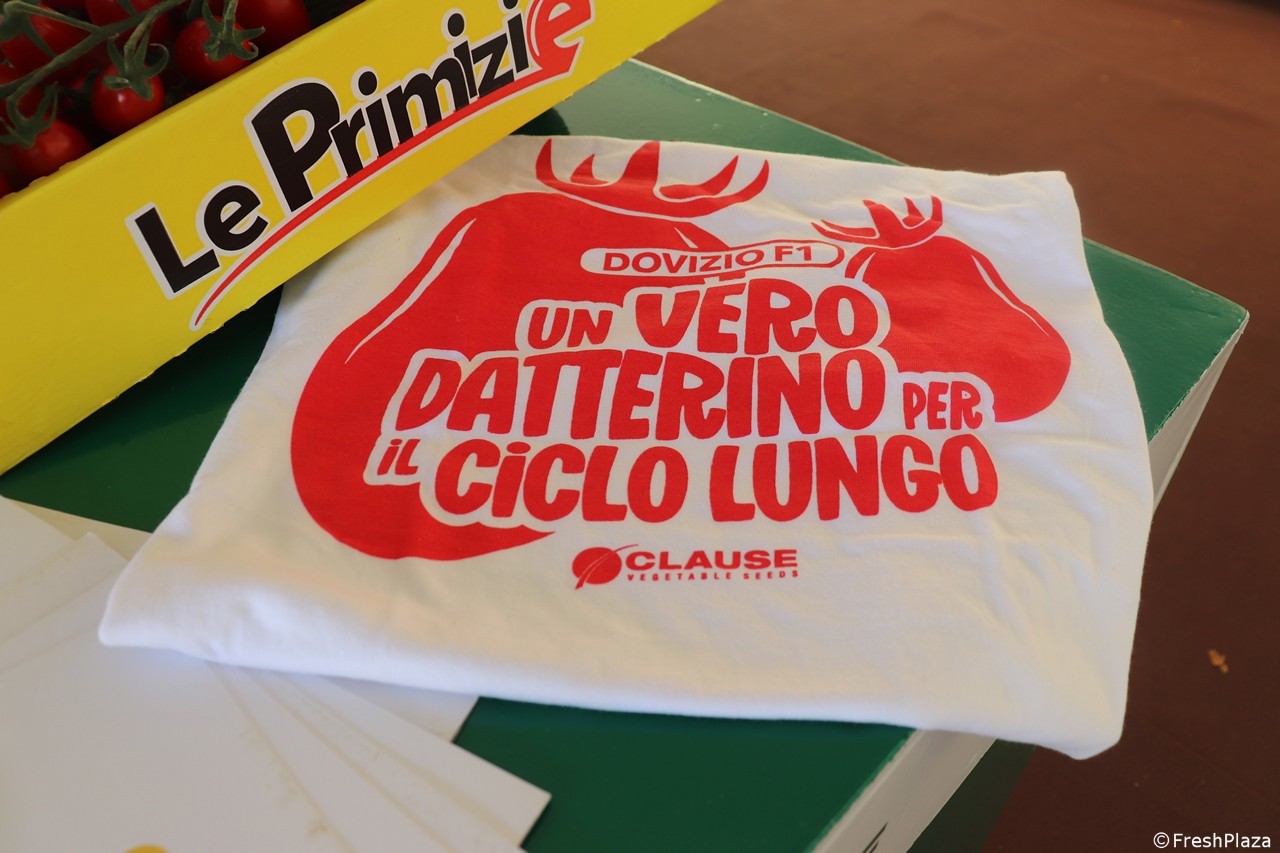 Le Primizie
DOVIZIO F1
UN VERO
DATTERINO PER
IL CICLO LUNGO
CLAUSE
VEGETABLE SEEDS
©FreshPlaza